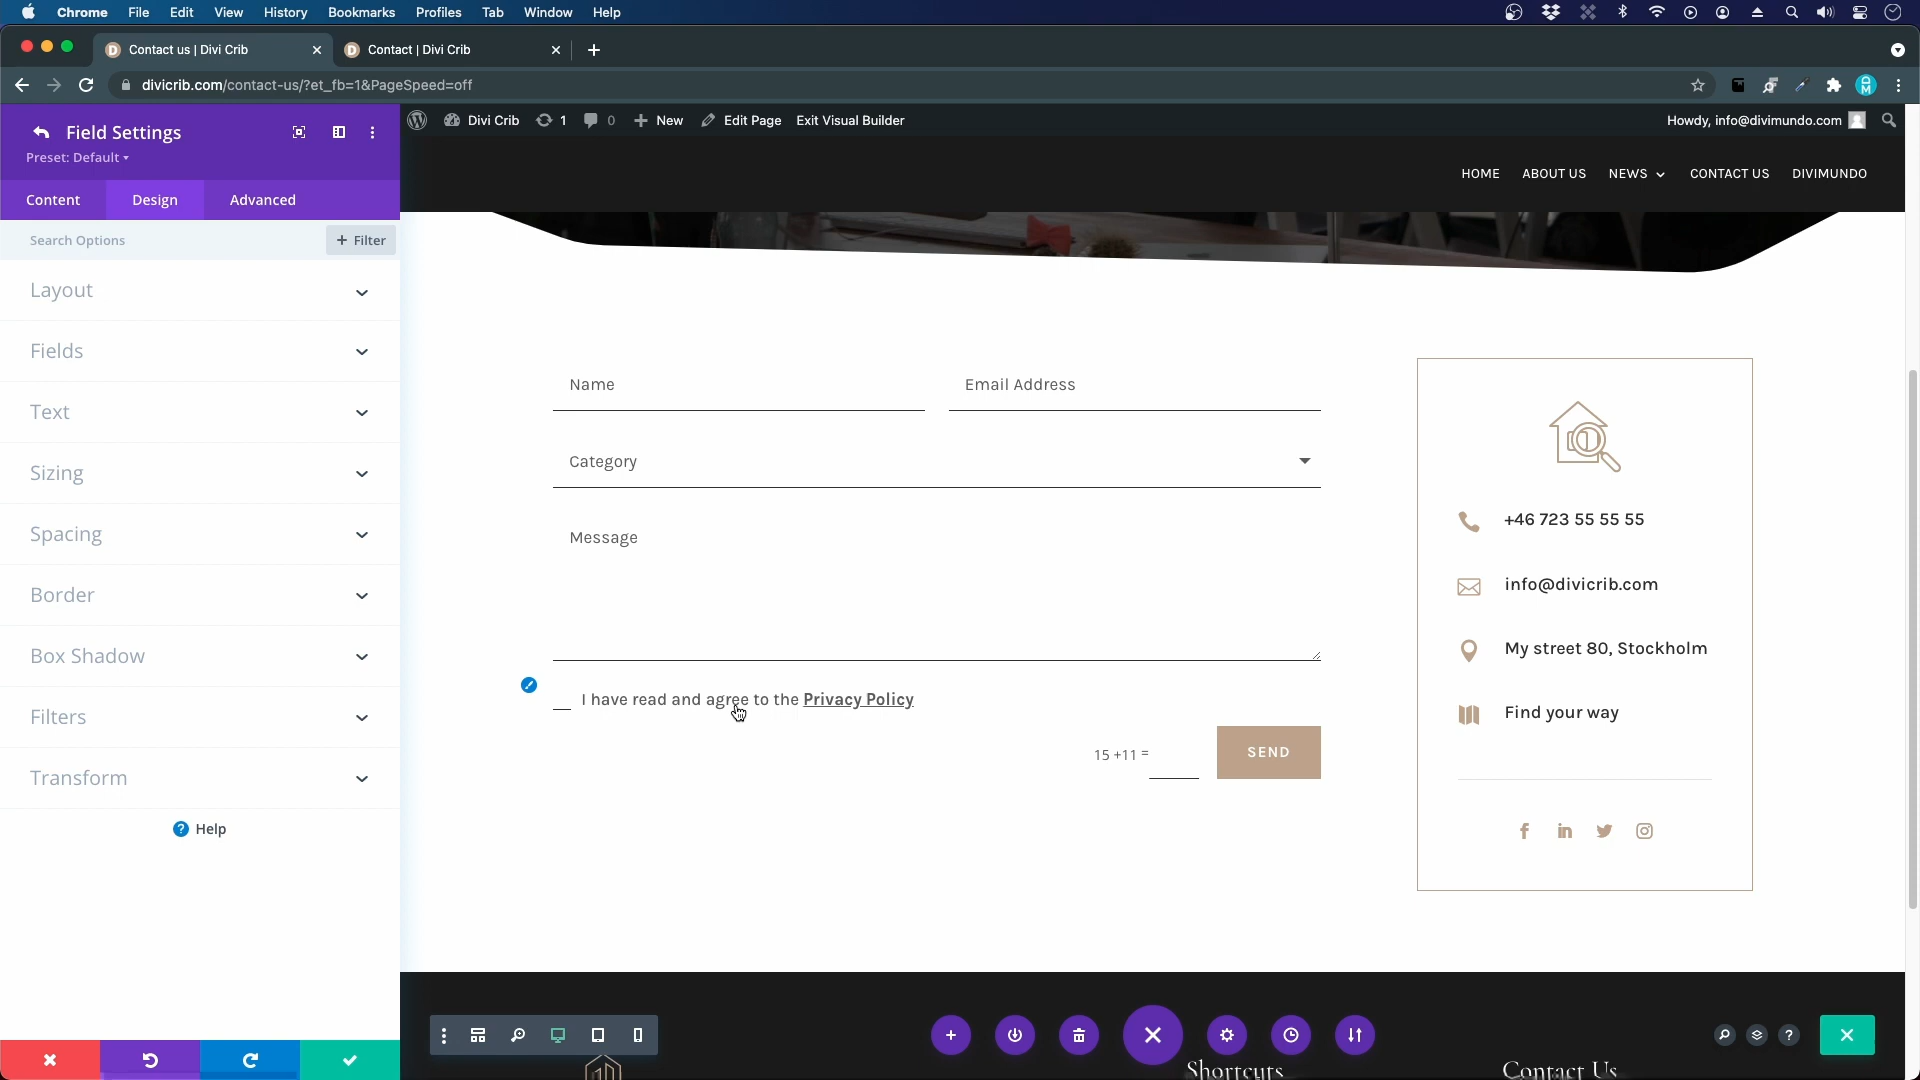 Chrome File Edit View History Bookmarks Profiles Tab Window Help
Contact us | Divi Crib
Contact | Divi Crib
divicrib.com/contact-us/?et_fb=1&PageSpeed=off
Field Settings
Preset: Default
Divi Crib 1 0 New Edit Page Exit Visual Builder
Howdy, info@divimundo.com
HOME ABOUT US NEWS CONTACT US DIVIMUNDO
Content Design Advanced
Search Options
+ Filter
Layout
Fields
Text
Sizing
Spacing
Border
Box Shadow
Filters
Transform
? Help
Name
Email Address
Category
Message
I have read and agree to the Privacy Policy
15 +11 =
SEND
+46 723 55 55 55
info@divicrib.com
My street 80, Stockholm
Find your way
Shortcuts
Contact Us